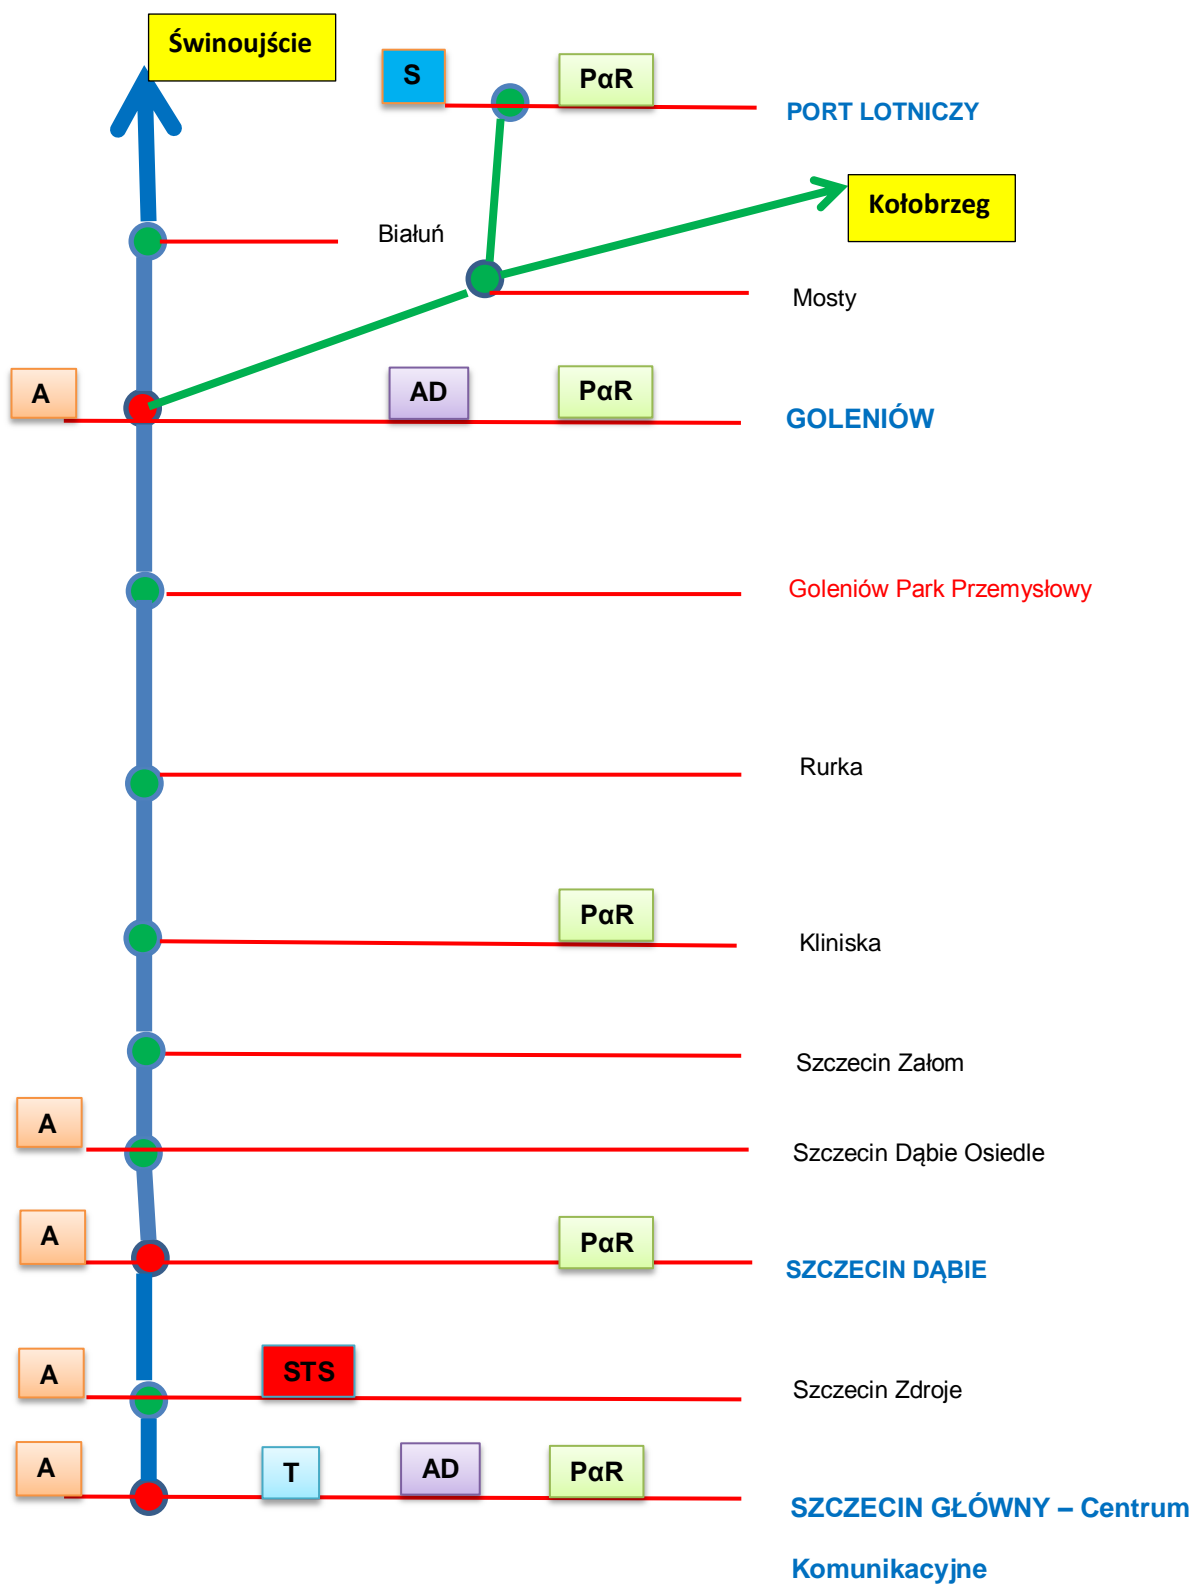 Świnoujście
S PαR
PORT LOTNICZY
Kołobrzeg
Białuń
Mosty
A AD PαR
GOLENIÓW
Goleniów Park Przemysłowy
Rurka
PαR
Kliniska
Szczecin Załom
A
Szczecin Dąbie Osiedle
A PαR
SZCZECIN DĄBIE
A STS
Szczecin Zdroje
A T AD PαR
SZCZECIN GŁÓWNY – Centrum
Komunikacyjne